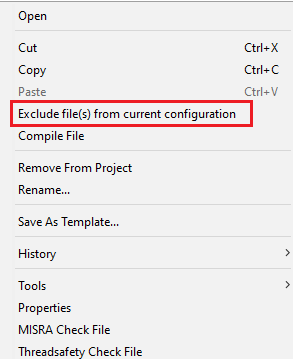 Open
Cut Ctrl+X
Copy Ctrl+C
Paste Ctrl+V
Exclude file(s) from current configuration
Compile File
Remove From Project
Rename...
Save As Template...
History
Tools
Properties
MISRA Check File
Threadsafety Check File